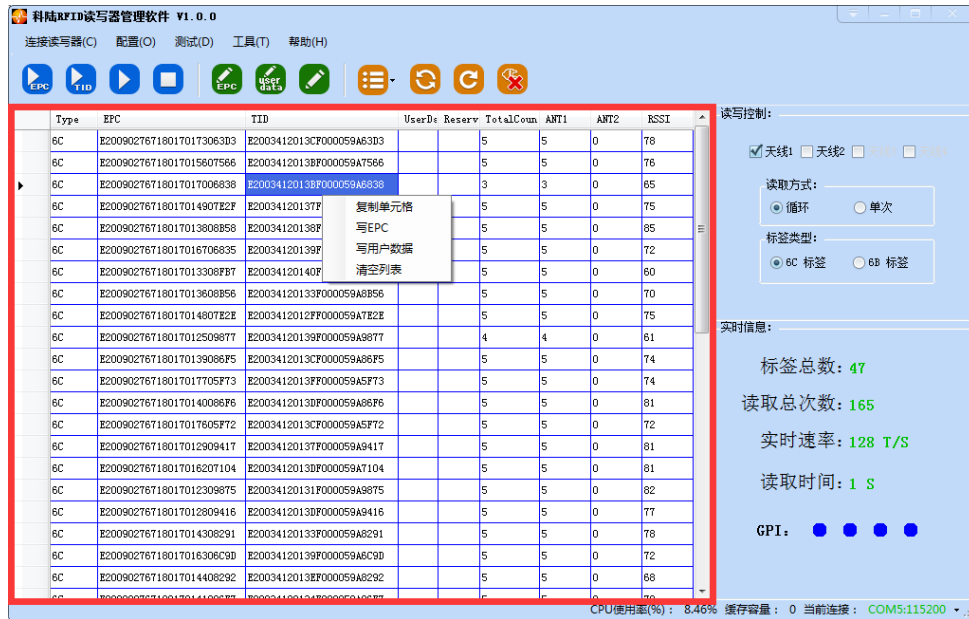 科陆RFID读写器管理软件 V1.0.0
连接读写器(C) 配置(O) 测试(D) 工具(T) 帮助(H)
EPC TID EPC user data
Type EPC TID UserDa Reserv TotalCoun ANT1 ANT2 RSSI
6C E2009027671801701730​63D3 E2003412013CF000059A63D3 5 5 0 78
6C E20090276718017015607566 E2003412013BF000059A7566 5 5 0 76
6C E20090276718017017006838 E2003412013BF000059A6838 3 3 0 65
6C E20090276718017014907E2F E20034120137F 5 5 0 75
6C E20090276718017013808B58 E20034120138F 5 5 0 85
6C E20090276718017016706835 E20034120139F 5 5 0 72
6C E20090276718017013308FB7 E20034120140F 5 5 0 60
复制单元格
写EPC
写用户数据
清空列表
6C E20090276718017013608B56 E20034120133F000059A8B56 5 5 0 70
6C E20090276718017014807E2E E2003412012FF000059A7E2E 5 5 0 75
6C E20090276718017012509877 E20034120139F000059A9877 4 4 0 61
6C E200902767180170139086F5 E2003412013CF000059A86F5 5 5 0 74
6C E20090276718017017705F73 E2003412013FF000059A5F73 5 5 0 74
6C E200902767180170140086F6 E2003412013DF000059A86F6 5 5 0 81
6C E20090276718017017605F72 E2003412013CF000059A5F72 5 5 0 72
6C E20090276718017012909417 E20034120137F000059A9417 5 5 0 81
6C E20090276718017016207104 E2003412013DF000059A7104 5 5 0 81
6C E20090276718017012309875 E20034120131F000059A9875 5 5 0 82
6C E20090276718017012809416 E2003412013DF000059A9416 5 5 0 77
6C E20090276718017014308291 E20034120133F000059A8291 5 5 0 78
6C E20090276718017016306C9D E20034120139F000059A6C9D 5 5 0 72
6C E20090276718017014408292 E2003412013EF000059A8292 5 5 0 68
读写控制:
天线1 天线2
读取方式:
循环 单次
标签类型:
6C 标签 6B 标签
实时信息:
标签总数: 47
读取总次数: 165
实时速率: 128 T/S
读取时间: 1 S
GPI:
CPU使用率(%) : 8.46% 缓存容量 : 0 当前连接 : COM5:115200